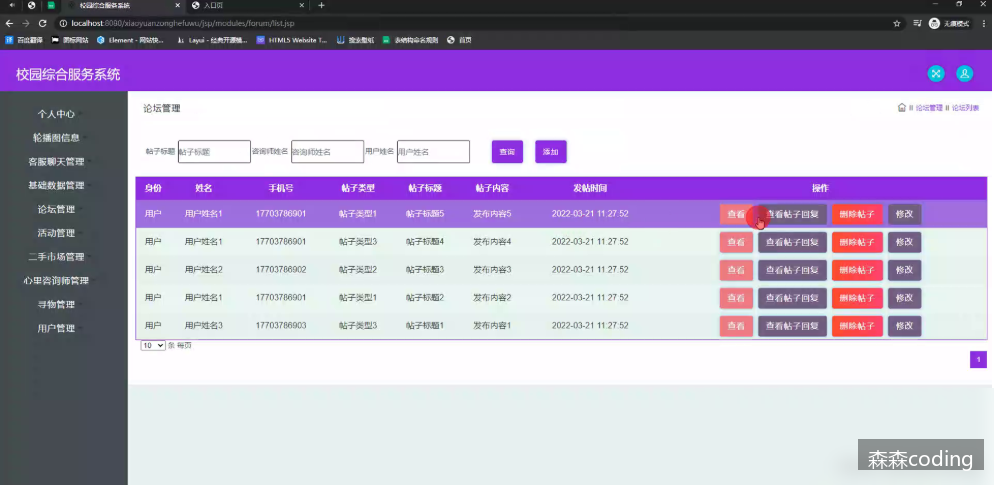 校园综合服务系统
入口页
localhost:8080/xiaoyuanzonghefuwu/jsp/modules/forum/list.jsp
无痕模式
百度翻译 图标网站 Element - 网站快... Layui - 经典开源模... HTML5 Website T... 表结构命名规则 首页
校园综合服务系统
个人中心
轮播图信息
客服聊天管理
基础数据管理
论坛管理
活动管理
二手市场管理
心里咨询师管理
寻物管理
用户管理
论坛管理
// 论坛管理 // 论坛列表
帖子标题 帖子标题 咨询师姓名 咨询师姓名 用户姓名 用户姓名 查询 添加
身份 姓名 手机号 帖子类型 帖子标题 帖子内容 发帖时间 操作
用户 用户姓名1 17703786901 帖子类型1 帖子标题5 发布内容5 2022-03-21 11:27:52 查看 查看帖子回复 删除帖子 修改
用户 用户姓名1 17703786901 帖子类型3 帖子标题4 发布内容4 2022-03-21 11:27:52 查看 查看帖子回复 删除帖子 修改
用户 用户姓名2 17703786902 帖子类型2 帖子标题3 发布内容3 2022-03-21 11:27:52 查看 查看帖子回复 删除帖子 修改
用户 用户姓名1 17703786901 帖子类型1 帖子标题2 发布内容2 2022-03-21 11:27:52 查看 查看帖子回复 删除帖子 修改
用户 用户姓名3 17703786903 帖子类型3 帖子标题1 发布内容1 2022-03-21 11:27:52 查看 查看帖子回复 删除帖子 修改
10 条 每页
1
森森coding